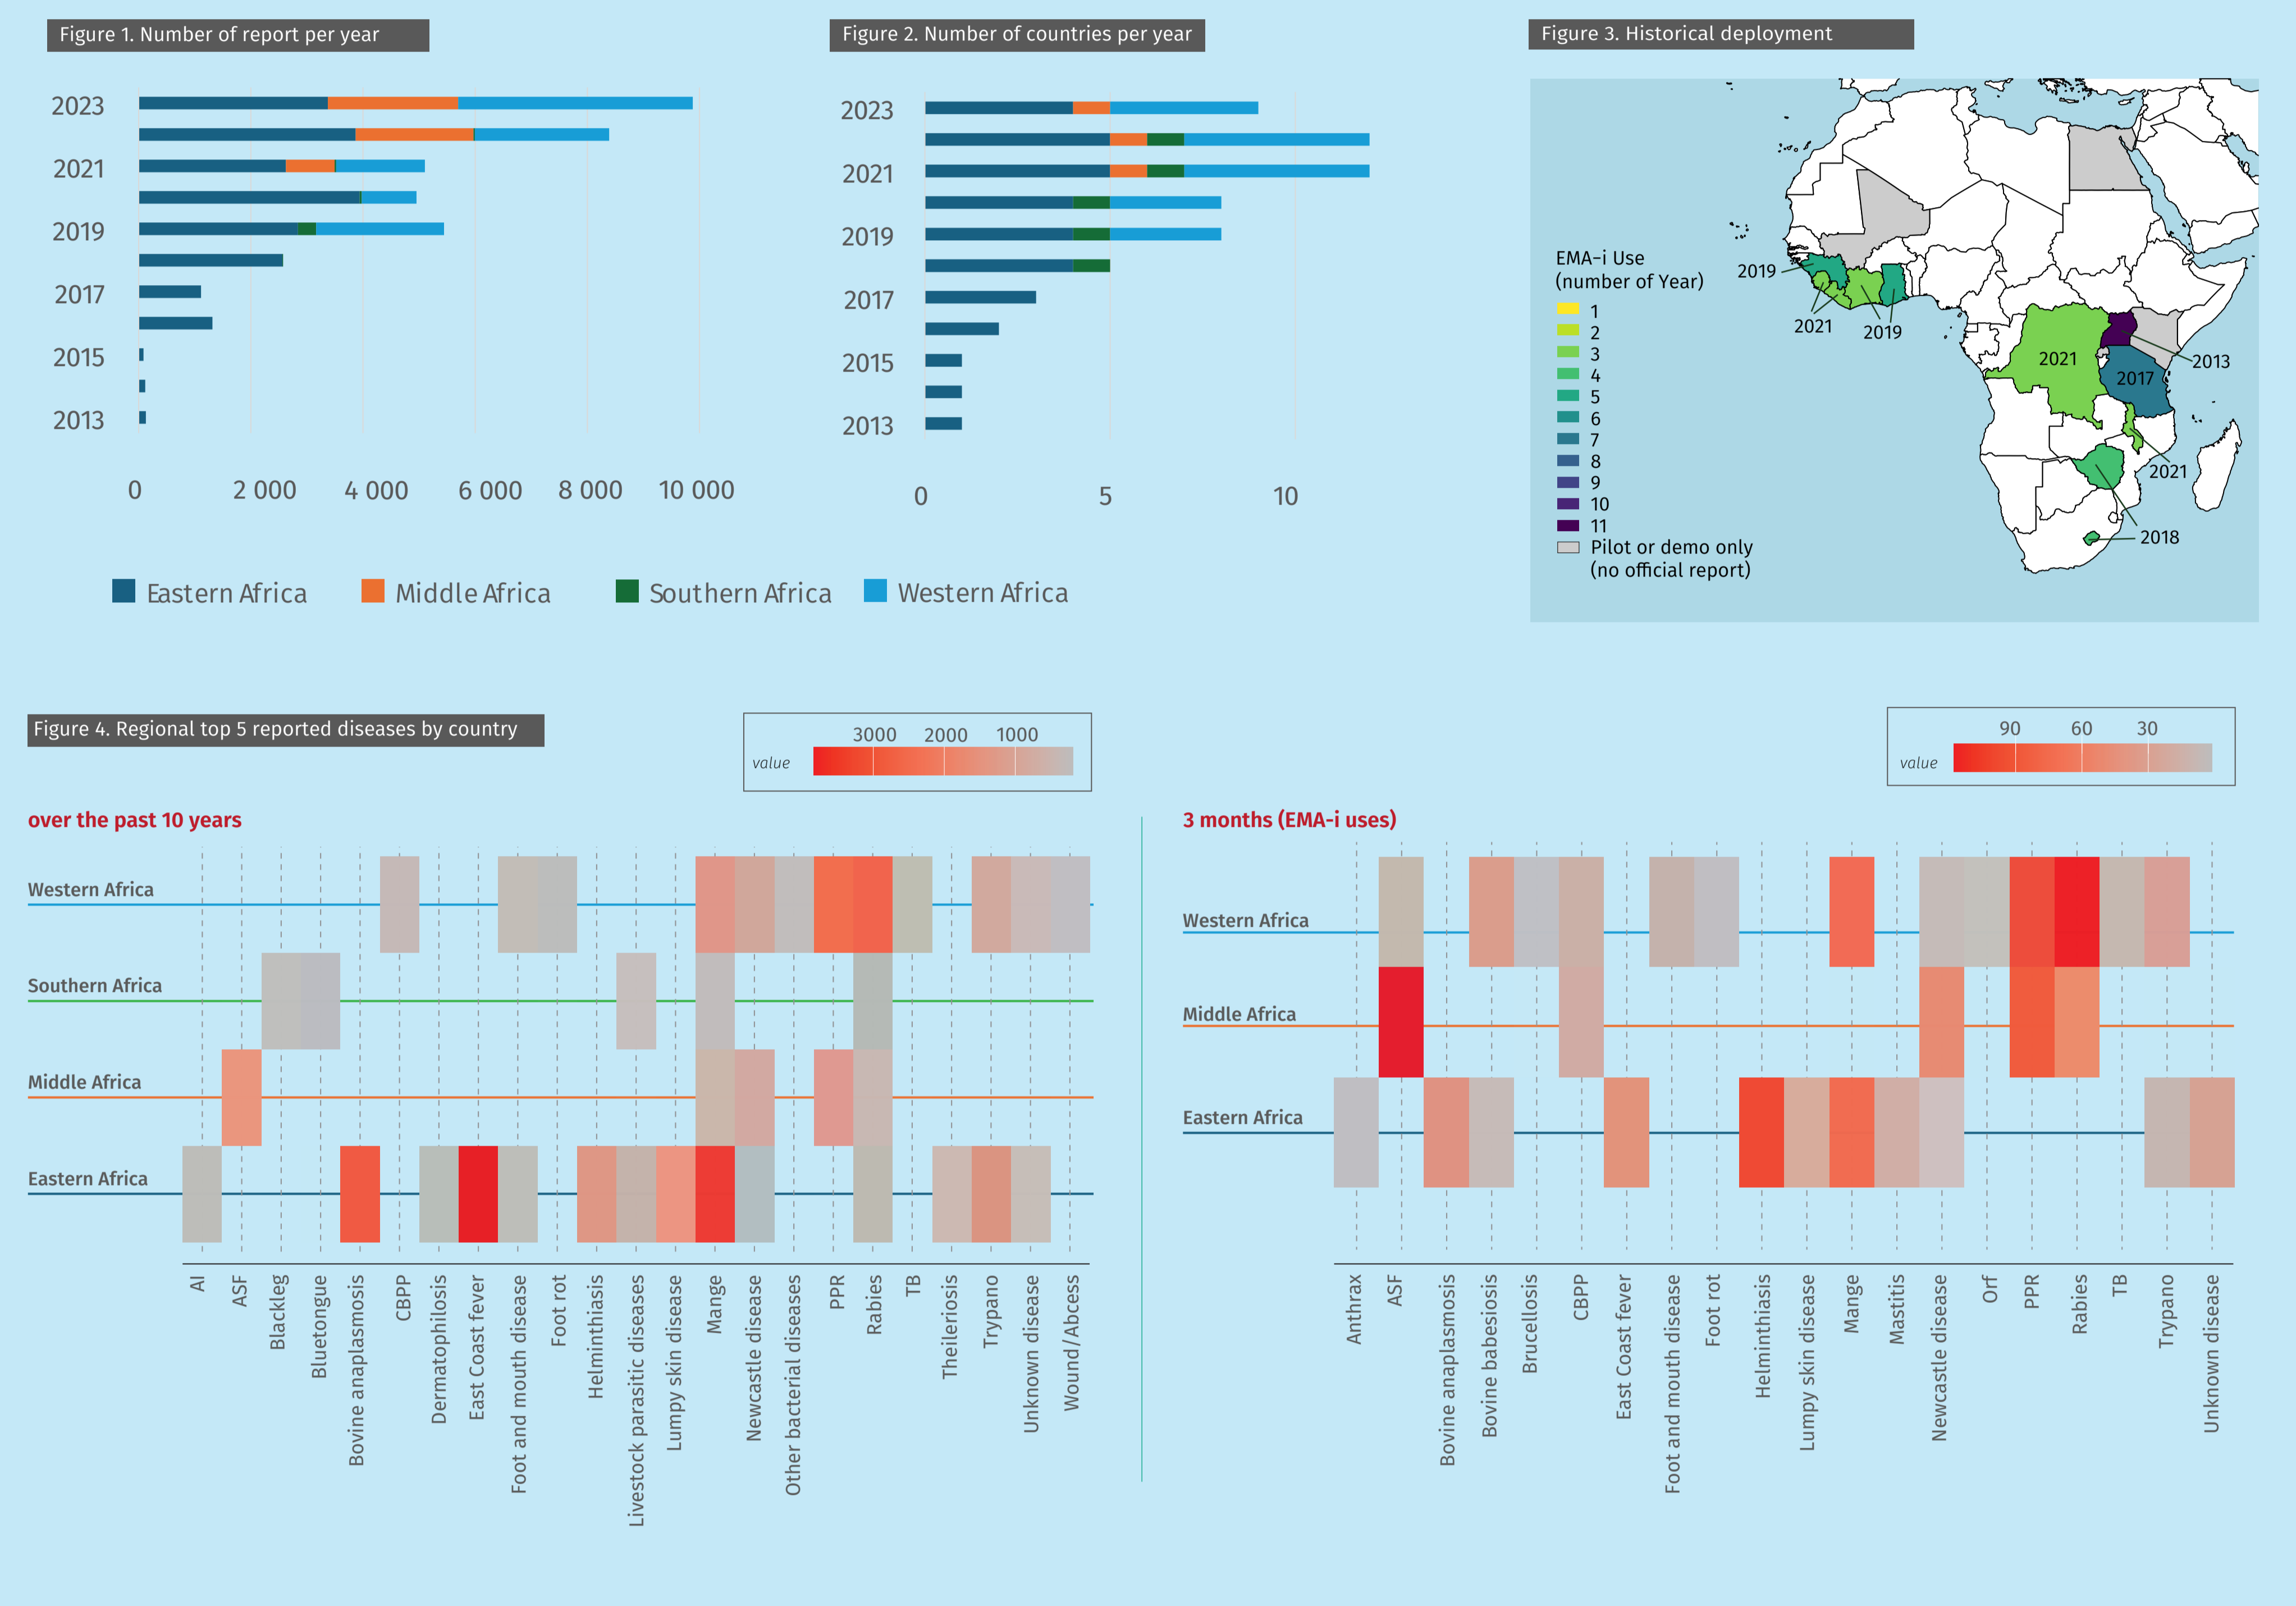 Figure 1. Number of report per year
2023
2021
2019
2017
2015
2013
0
2 000
4 000
6 000
8 000
10 000
Figure 2. Number of countries per year
2023
2021
2019
2017
2015
2013
0
5
10
Eastern Africa
Middle Africa
Southern Africa
Western Africa
Figure 3. Historical deployment
EMA-i Use
(number of Year)
1
2
3
4
5
6
7
8
9
10
11
Pilot or demo only
(no official report)
2019
2021
2019
2021
2013
2017
2021
2018
Figure 4. Regional top 5 reported diseases by country
value
3000
2000
1000
over the past 10 years
Western Africa
Southern Africa
Middle Africa
Eastern Africa
AI
ASF
Blackleg
Bluetongue
Bovine anaplasmosis
CBPP
Dermatophilosis
East Coast fever
Foot and mouth disease
Foot rot
Helminthiasis
Livestock parasitic diseases
Lumpy skin disease
Mange
Newcastle disease
Other bacterial diseases
PPR
Rabies
TB
Theileriosis
Trypano
Unknown disease
Wound/Abcess
value
90
60
30
3 months (EMA-i uses)
Western Africa
Middle Africa
Eastern Africa
Anthrax
ASF
Bovine anaplasmosis
Bovine babesiosis
Brucellosis
CBPP
East Coast fever
Foot and mouth disease
Foot rot
Helminthiasis
Lumpy skin disease
Mange
Mastitis
Newcastle disease
Orf
PPR
Rabies
TB
Trypano
Unknown disease